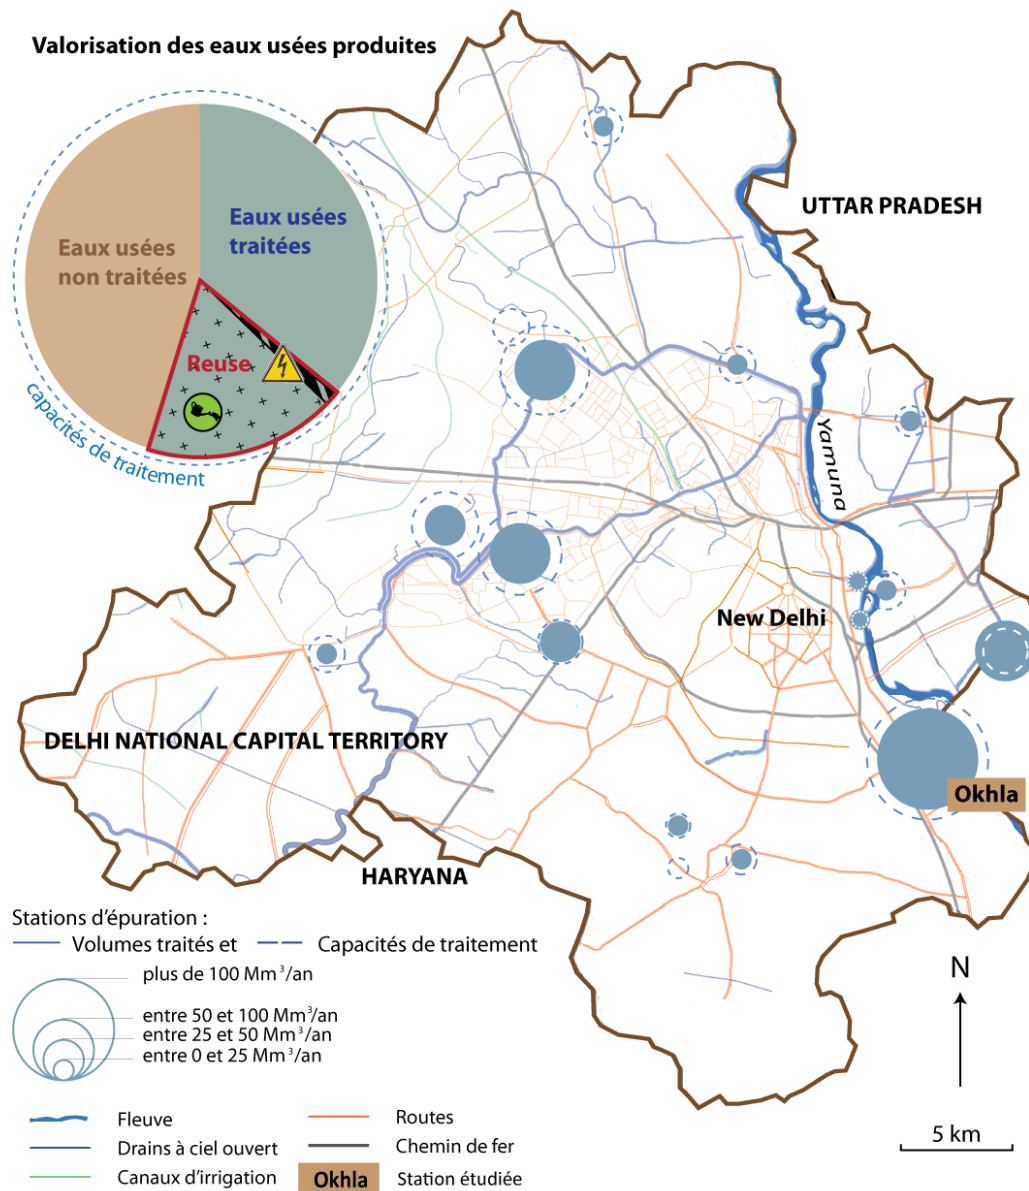 Valorisation des eaux usées produites
Eaux usées
traitées
Eaux usées
non traitées
Reuse
capacités de traitement
UTTAR PRADESH
Yamuna
New Delhi
DELHI NATIONAL CAPITAL TERRITORY
Okhla
HARYANA
Stations d'épuration :
Volumes traités et
Capacités de traitement
plus de 100 Mm³/an
entre 50 et 100 Mm³/an
entre 25 et 50 Mm³/an
entre 0 et 25 Mm³/an
N
Fleuve
Routes
Drains à ciel ouvert
Chemin de fer
5 km
Canaux d'irrigation
Okhla
Station étudiée